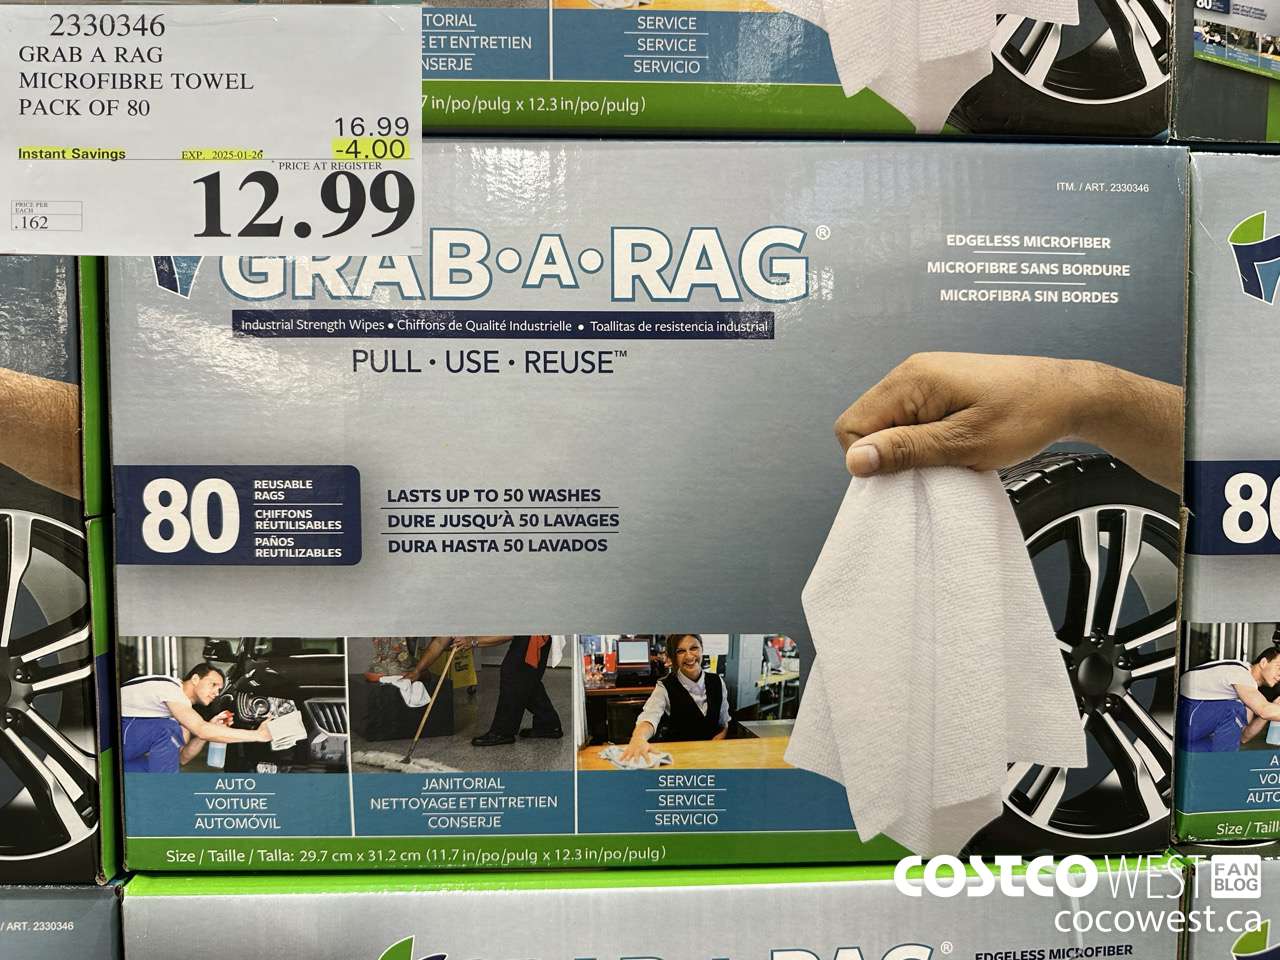 2330346
GRAB A RAG
MICROFIBRE TOWEL
PACK OF 80
16.99
Instant Savings EXP. 2025-01-26 -4.00
PRICE AT REGISTER
12.99
PRICE PER
EACH
.162
TORIAL
E ET ENTRETIEN
NSERJE
SERVICE
SERVICE
SERVICIO
7 in/po/pulg x 12.3 in/po/pulg)
ITM. / ART. 2330346
GRAB•A•RAG®
EDGELESS MICROFIBER
MICROFIBRE SANS BORDURE
MICROFIBRA SIN BORDES
Industrial Strength Wipes • Chiffons de Qualité Industrielle • Toallitas de resistencia industrial
PULL • USE • REUSE™
80
REUSABLE
RAGS
CHIFFONS
RÉUTILISABLES
PAÑOS
REUTILIZABLES
LASTS UP TO 50 WASHES
DURE JUSQU'À 50 LAVAGES
DURA HASTA 50 LAVADOS
80
AUTO
VOITURE
AUTOMÓVIL
JANITORIAL
NETTOYAGE ET ENTRETIEN
CONSERJE
SERVICE
SERVICE
SERVICIO
A
VOI
AUTO
Size / Taille / Talla: 29.7 cm x 31.2 cm (11.7 in/po/pulg x 12.3 in/po/pulg)
Size / Taill
COSTCO WEST FAN BLOG
cocowest.ca
/ ART. 2330346
GRAB•A•RAG®
EDGELESS MICROFIBER